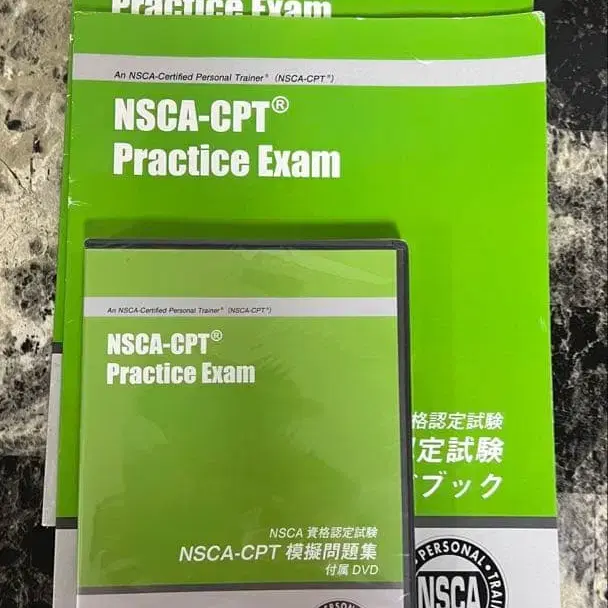 Practice Exam
An NSCA-Certified Personal Trainer® (NSCA-CPT®)
NSCA-CPT®
Practice Exam
格認定試験
定試験
ブック
PERSONAL
NSCA
An NSCA-Certified Personal Trainer® (NSCA-CPT®)
NSCA-CPT®
Practice Exam
NSCA 資格認定試験
NSCA-CPT 模擬問題集
付属 DVD